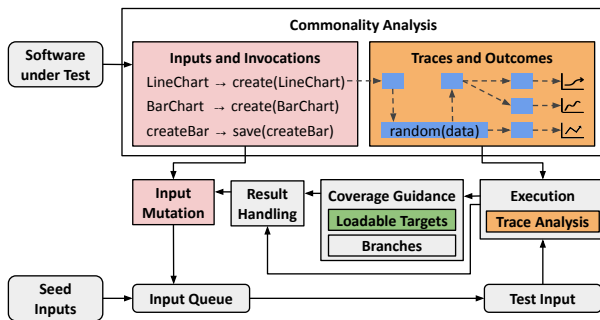 Commonality Analysis
Software
under Test
Inputs and Invocations
LineChart → create(LineChart)
BarChart → create(BarChart)
createBar → save(createBar)
Traces and Outcomes
random(data)
Input
Mutation
Result
Handling
Coverage Guidance
Loadable Targets
Branches
Execution
Trace Analysis
Seed
Inputs
Input Queue
Test Input